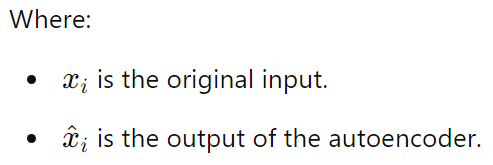 Where:
• xᵢ is the original input.
• x̂ᵢ is the output of the autoencoder.